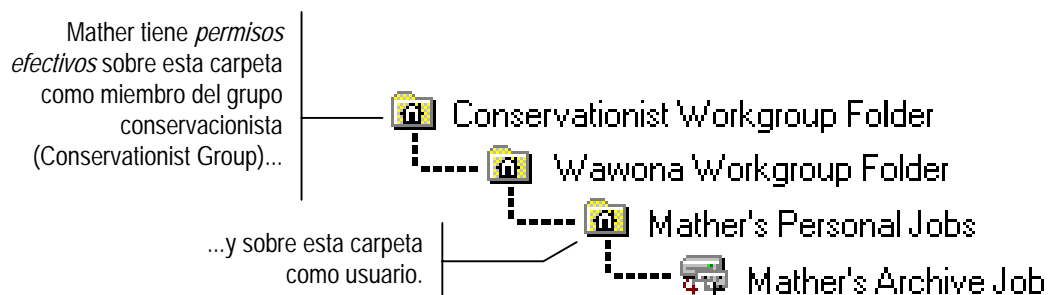 Mather tiene permisos
efectivos sobre esta carpeta
como miembro del grupo
conservacionista
(Conservationist Group)...
Conservationist Workgroup Folder
Wawona Workgroup Folder
Mather's Personal Jobs
...y sobre esta carpeta
como usuario.
Mather's Archive Job